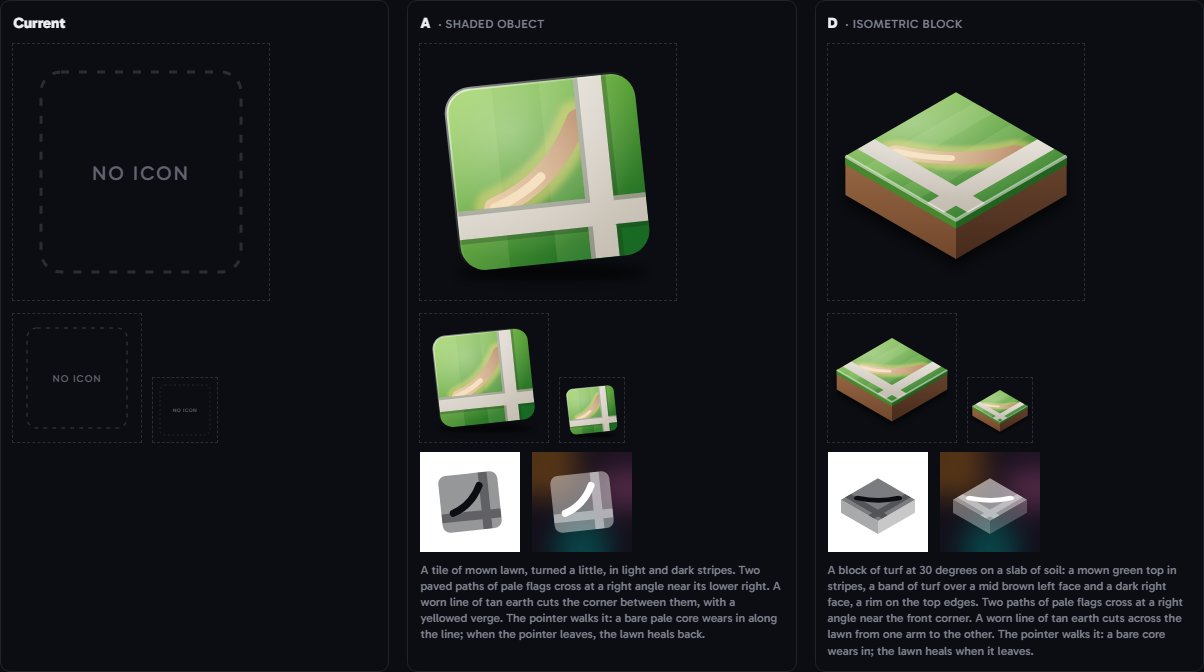 Current
NO ICON
NO ICON
NO ICON
A · SHADED OBJECT
A tile of mown lawn, turned a little, in light and dark stripes. Two
paved paths of pale flags cross at a right angle near its lower right. A
worn line of tan earth cuts the corner between them, with a
yellowed verge. The pointer walks it: a bare pale core wears in along
the line; when the pointer leaves, the lawn heals back.
D · ISOMETRIC BLOCK
A block of turf at 30 degrees on a slab of soil: a mown green top in
stripes, a band of turf over a mid brown left face and a dark right
face, a rim on the top edges. Two paths of pale flags cross at a right
angle near the front corner. A worn line of tan earth cuts across the
lawn from one arm to the other. The pointer walks it: a bare core
wears in; the lawn heals when it leaves.